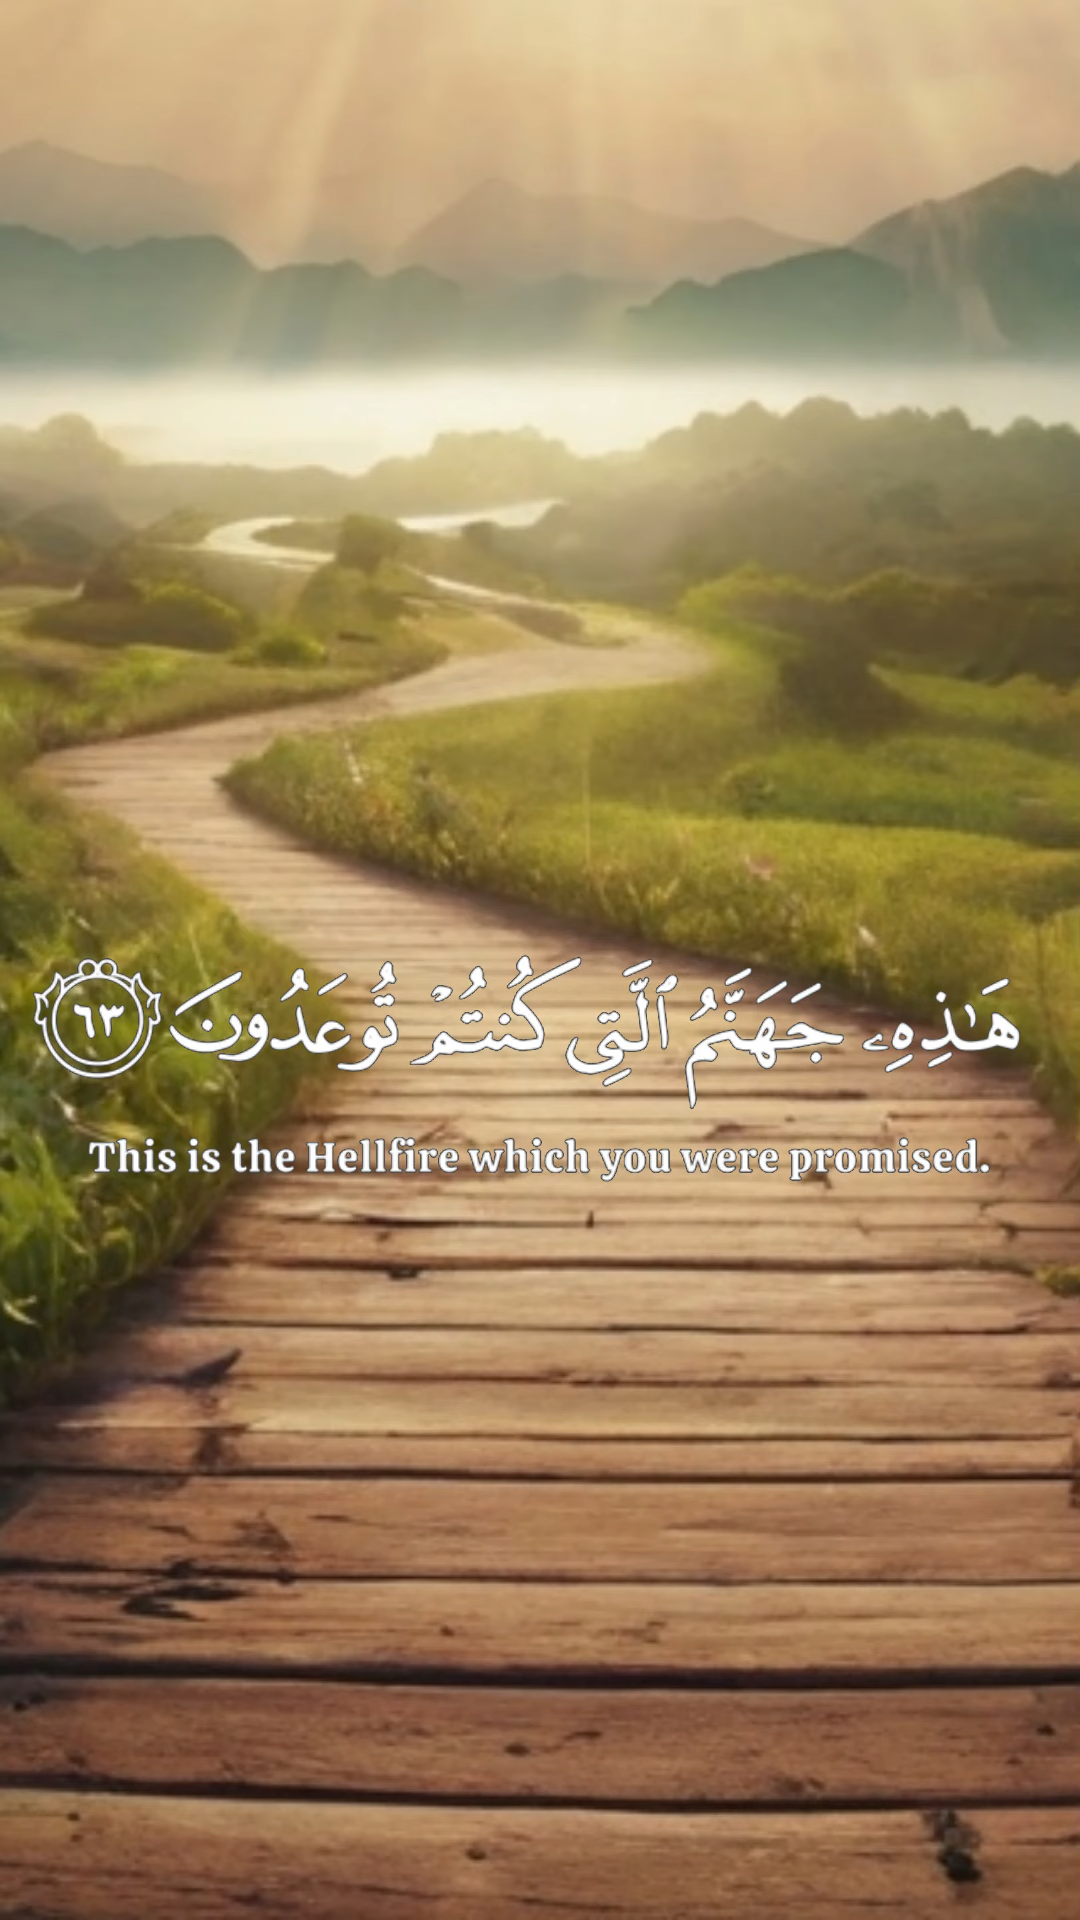 هَـٰذِهِۦ جَهَنَّمُ ٱلَّتِى كُنتُمْ تُوعَدُونَ ٦٣
This is the Hellfire which you were promised.